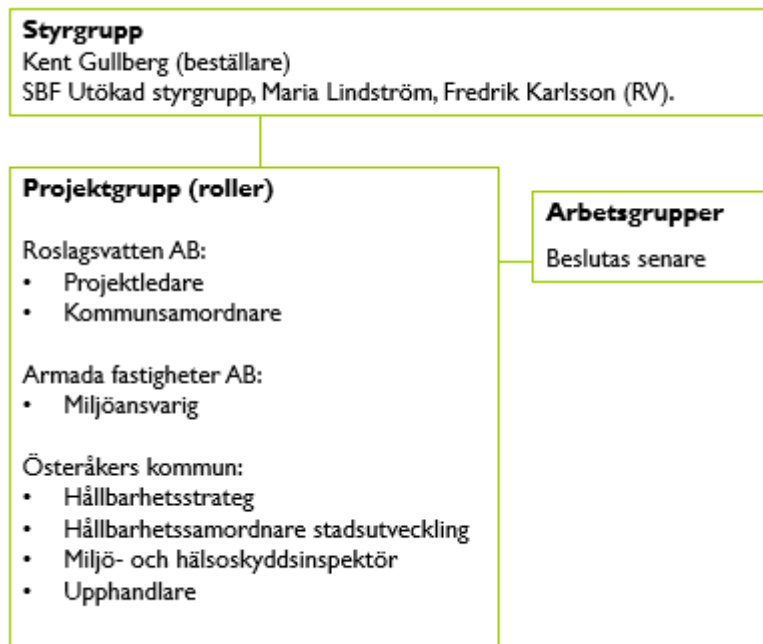 Styrgrupp
Kent Gullberg (beställare)
SBF Utökad styrgrupp, Maria Lindström, Fredrik Karlsson (RV).
Projektgrupp (roller)
Roslagsvatten AB:
• Projektledare
• Kommunsamordnare
Armada fastigheter AB:
• Miljöansvarig
Österåkers kommun:
• Hållbarhetsstrateg
• Hållbarhetssamordnare stadsutveckling
• Miljö- och hälsoskyddsinspektör
• Upphandlare
Arbetsgrupper
Beslutas senare